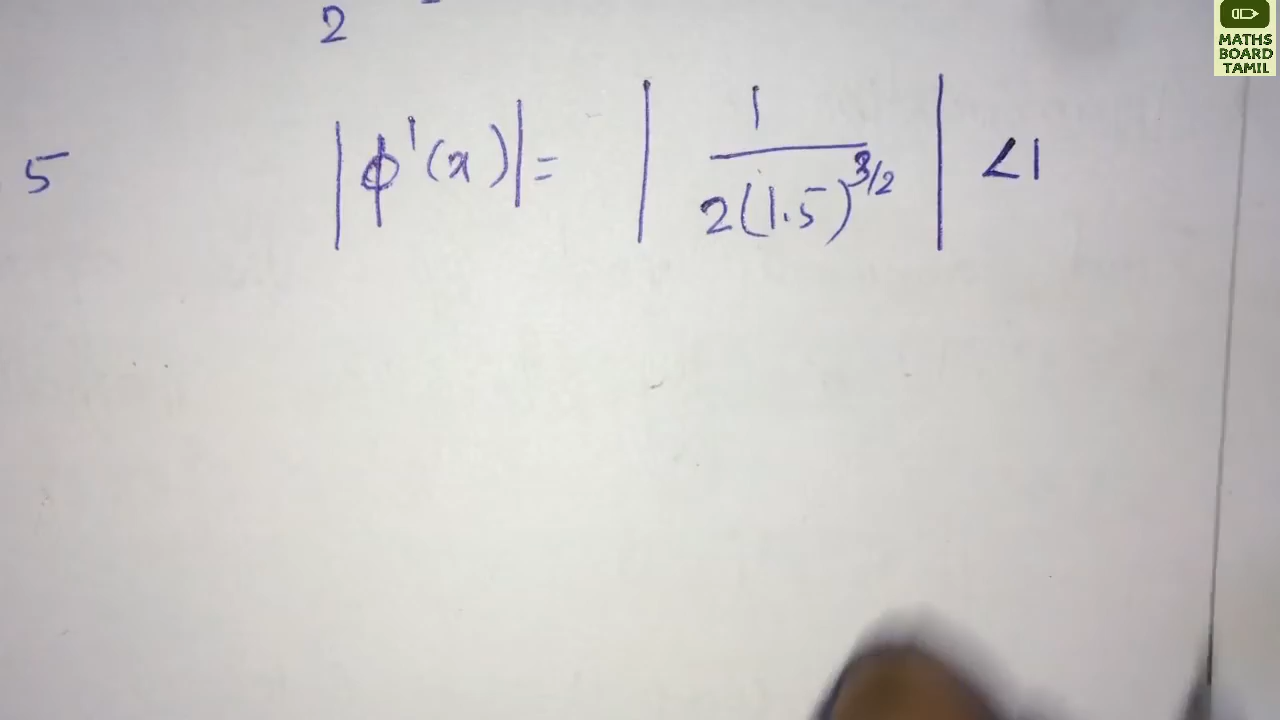 2
5 |ϕ'(x)| = | 1 / 2(1.5)^3/2 | <1
MATHS
BOARD
TAMIL